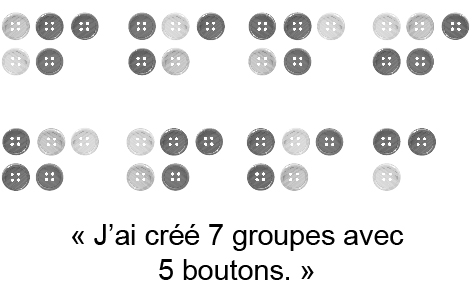 « J’ai créé 7 groupes avec
5 boutons. »